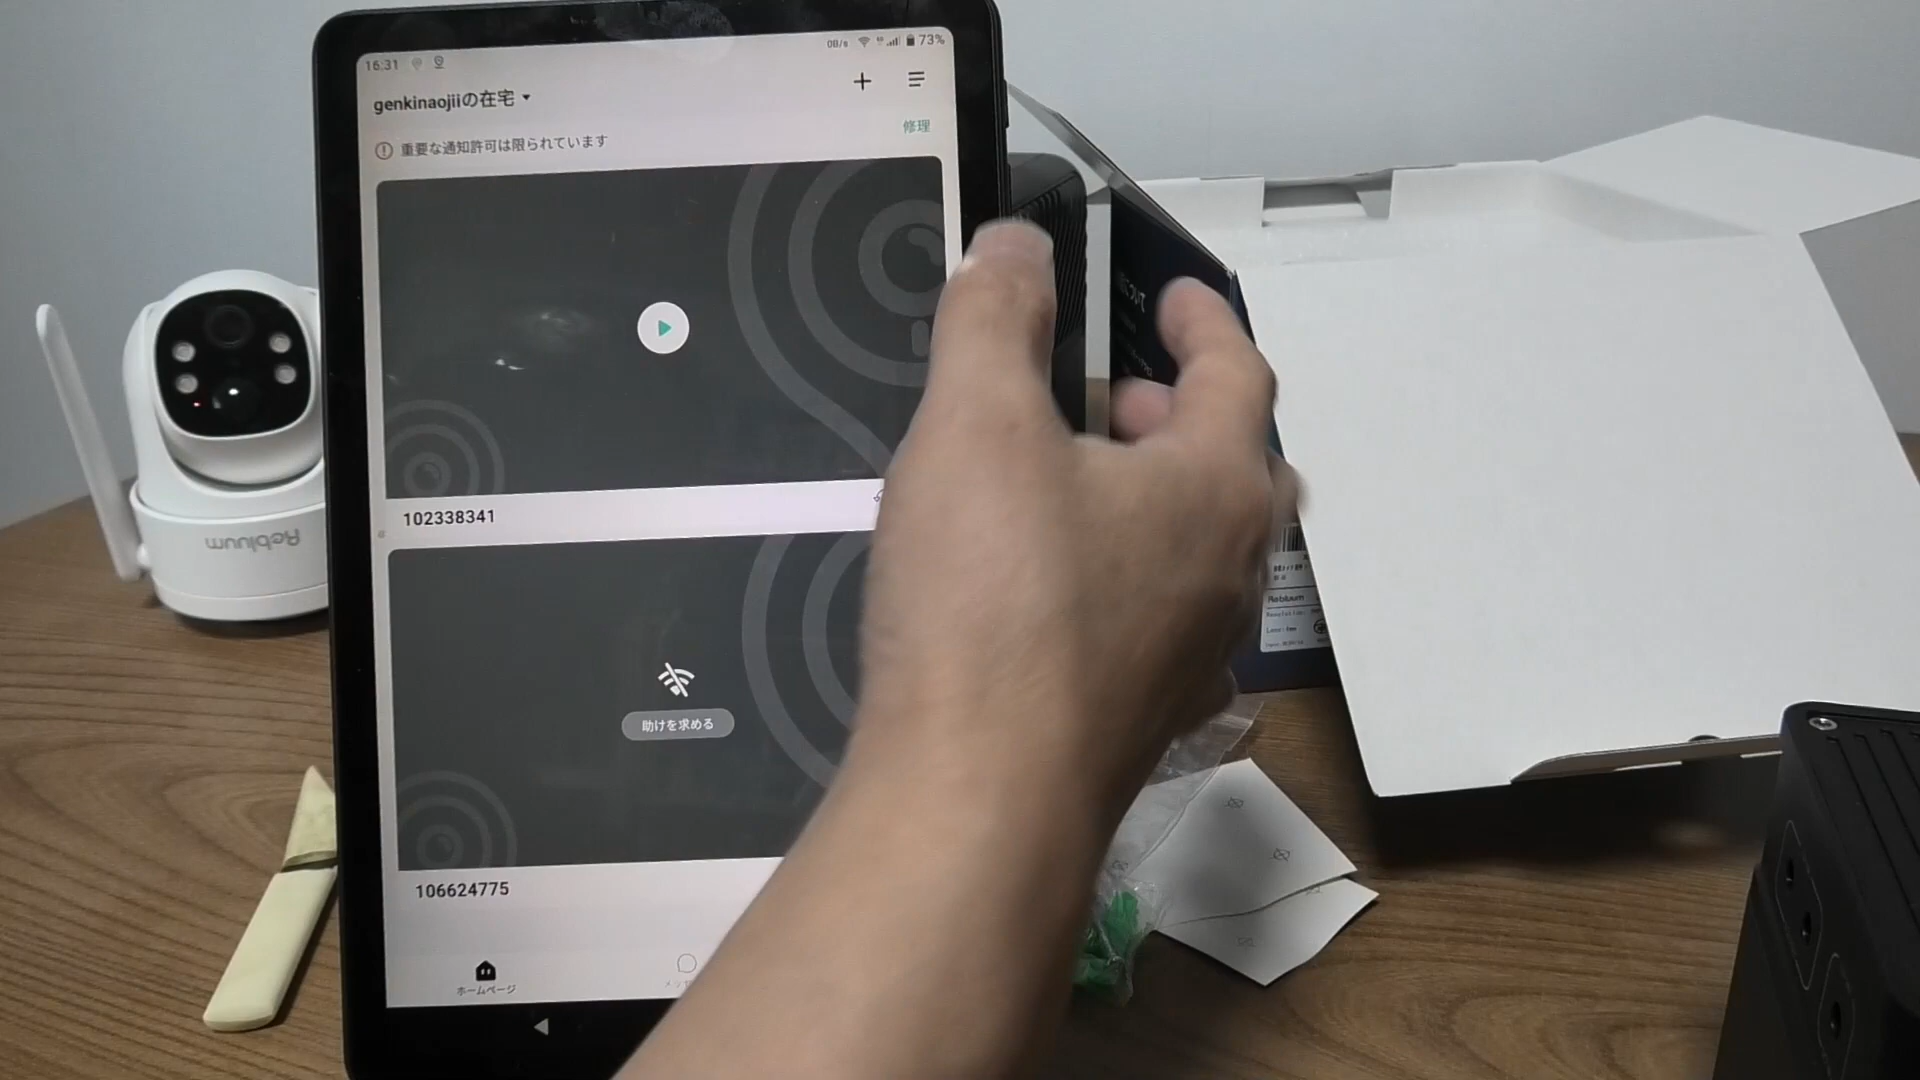 16:31
0B/s
73%
genkinaojiiの在宅
重要な通知許可は限られています
修理
102338341
助けを求める
106624775
ホームページ
Rebluum
Rebluum